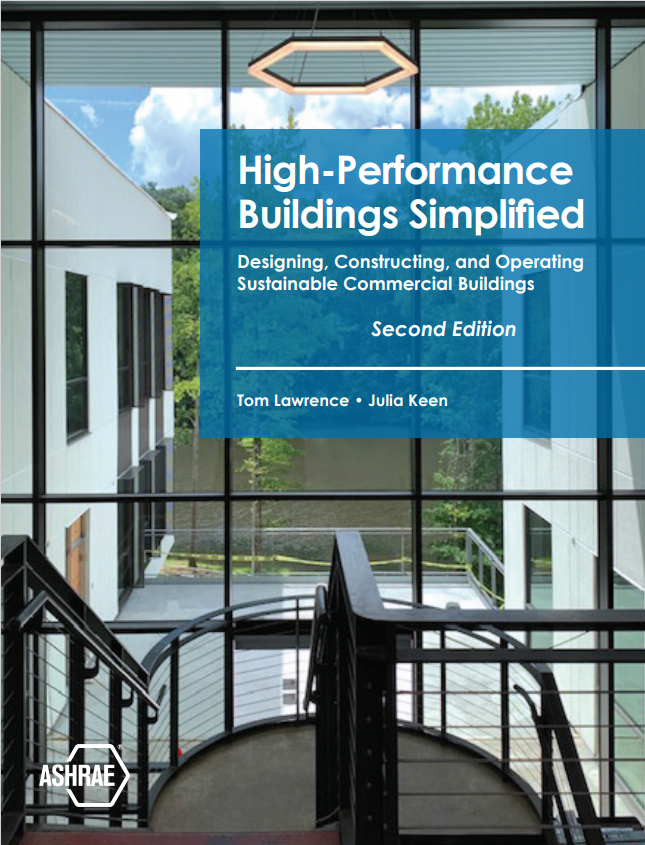 High-Performance
Buildings Simplified
Designing, Constructing, and Operating
Sustainable Commercial Buildings
Second Edition
Tom Lawrence • Julia Keen
ASHRAE®